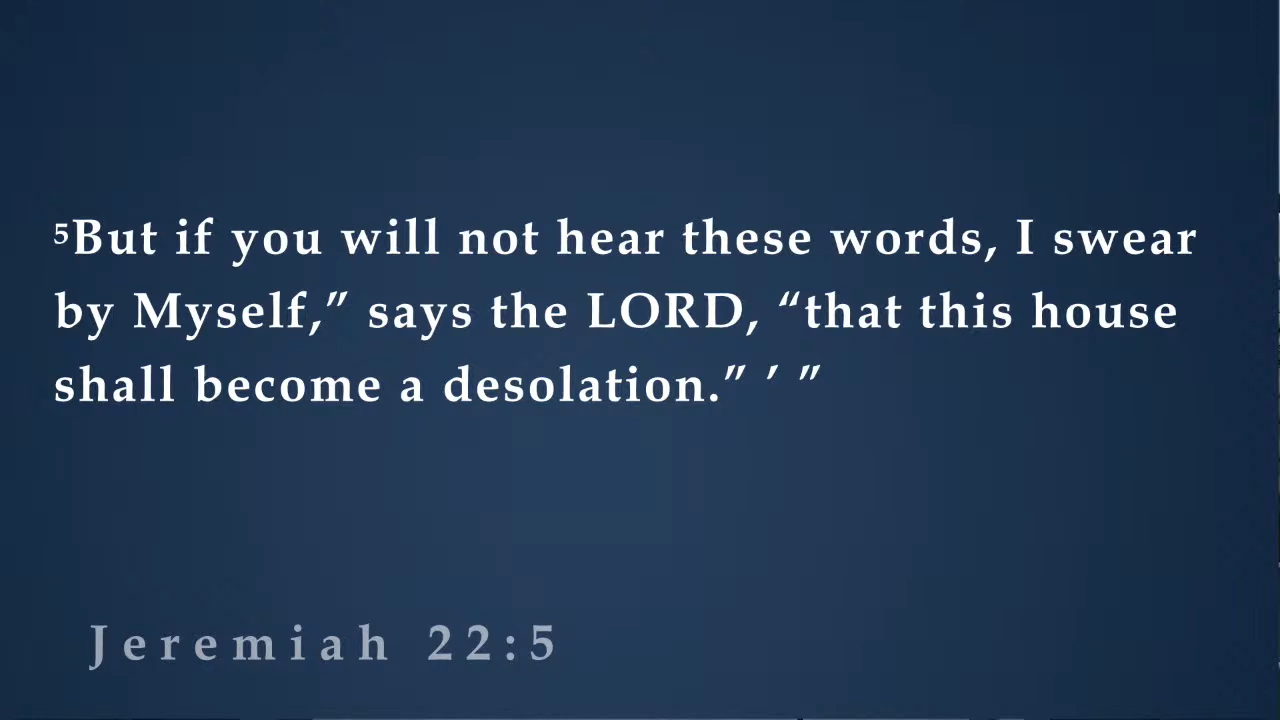 ⁵But if you will not hear these words, I swear
by Myself,” says the LORD, “that this house
shall become a desolation.” ’ ”
Jeremiah 22:5